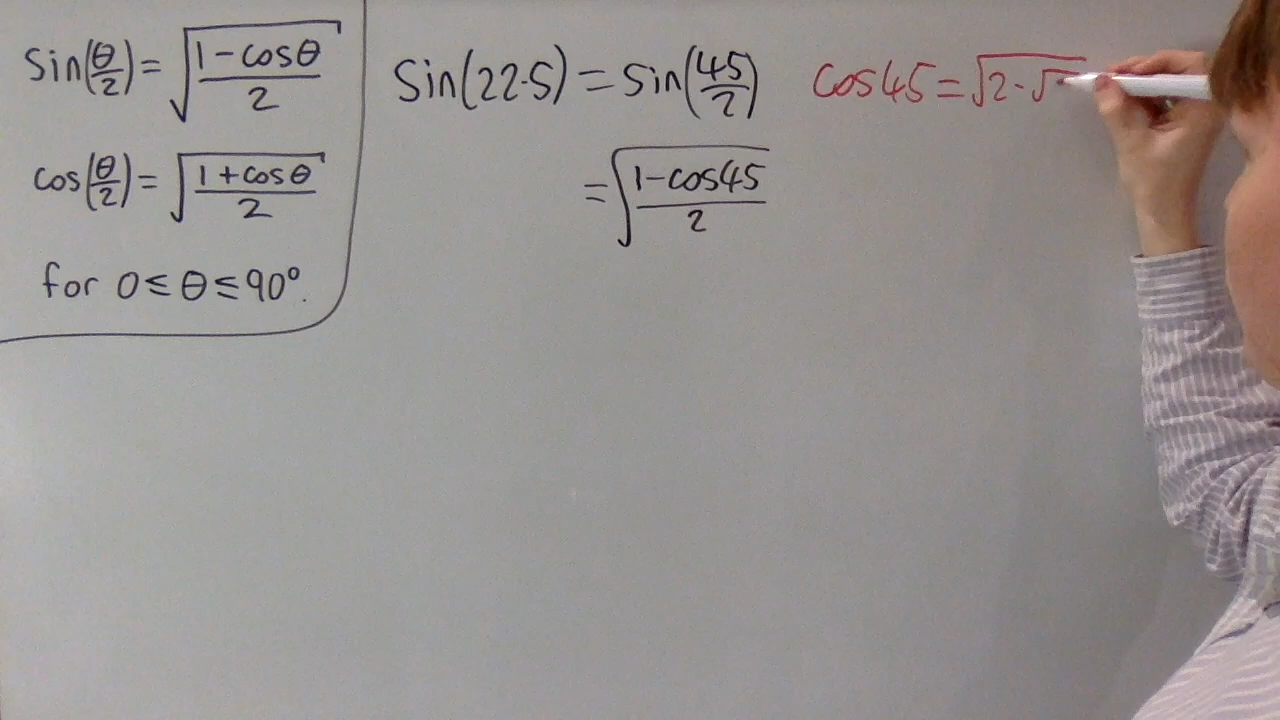 Sin(θ/2) = √((1-cosθ)/2)
cos(θ/2) = √((1+cosθ)/2)
for 0≤θ≤90°.
Sin(22·5) = Sin(45/2)
= √((1-cos45)/2)
cos45=√2-√